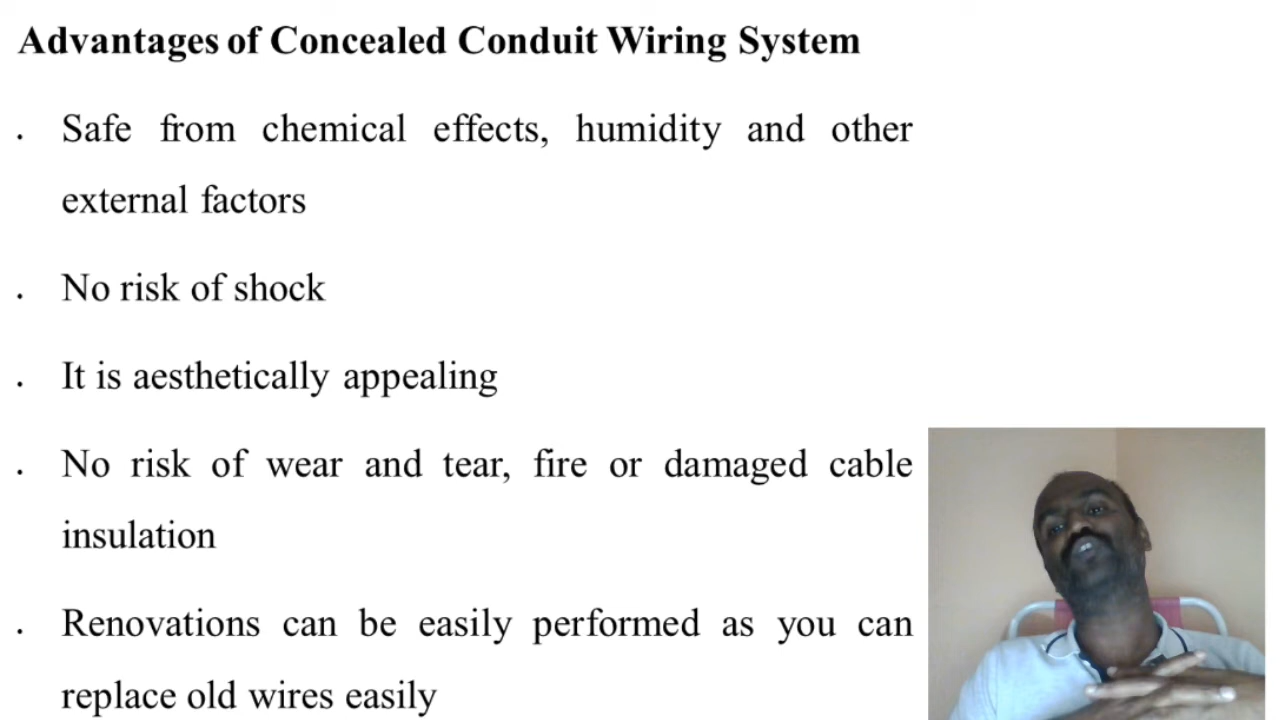 Advantages of Concealed Conduit Wiring System
. Safe from chemical effects, humidity and other
external factors
. No risk of shock
. It is aesthetically appealing
. No risk of wear and tear, fire or damaged cable
insulation
. Renovations can be easily performed as you can
replace old wires easily